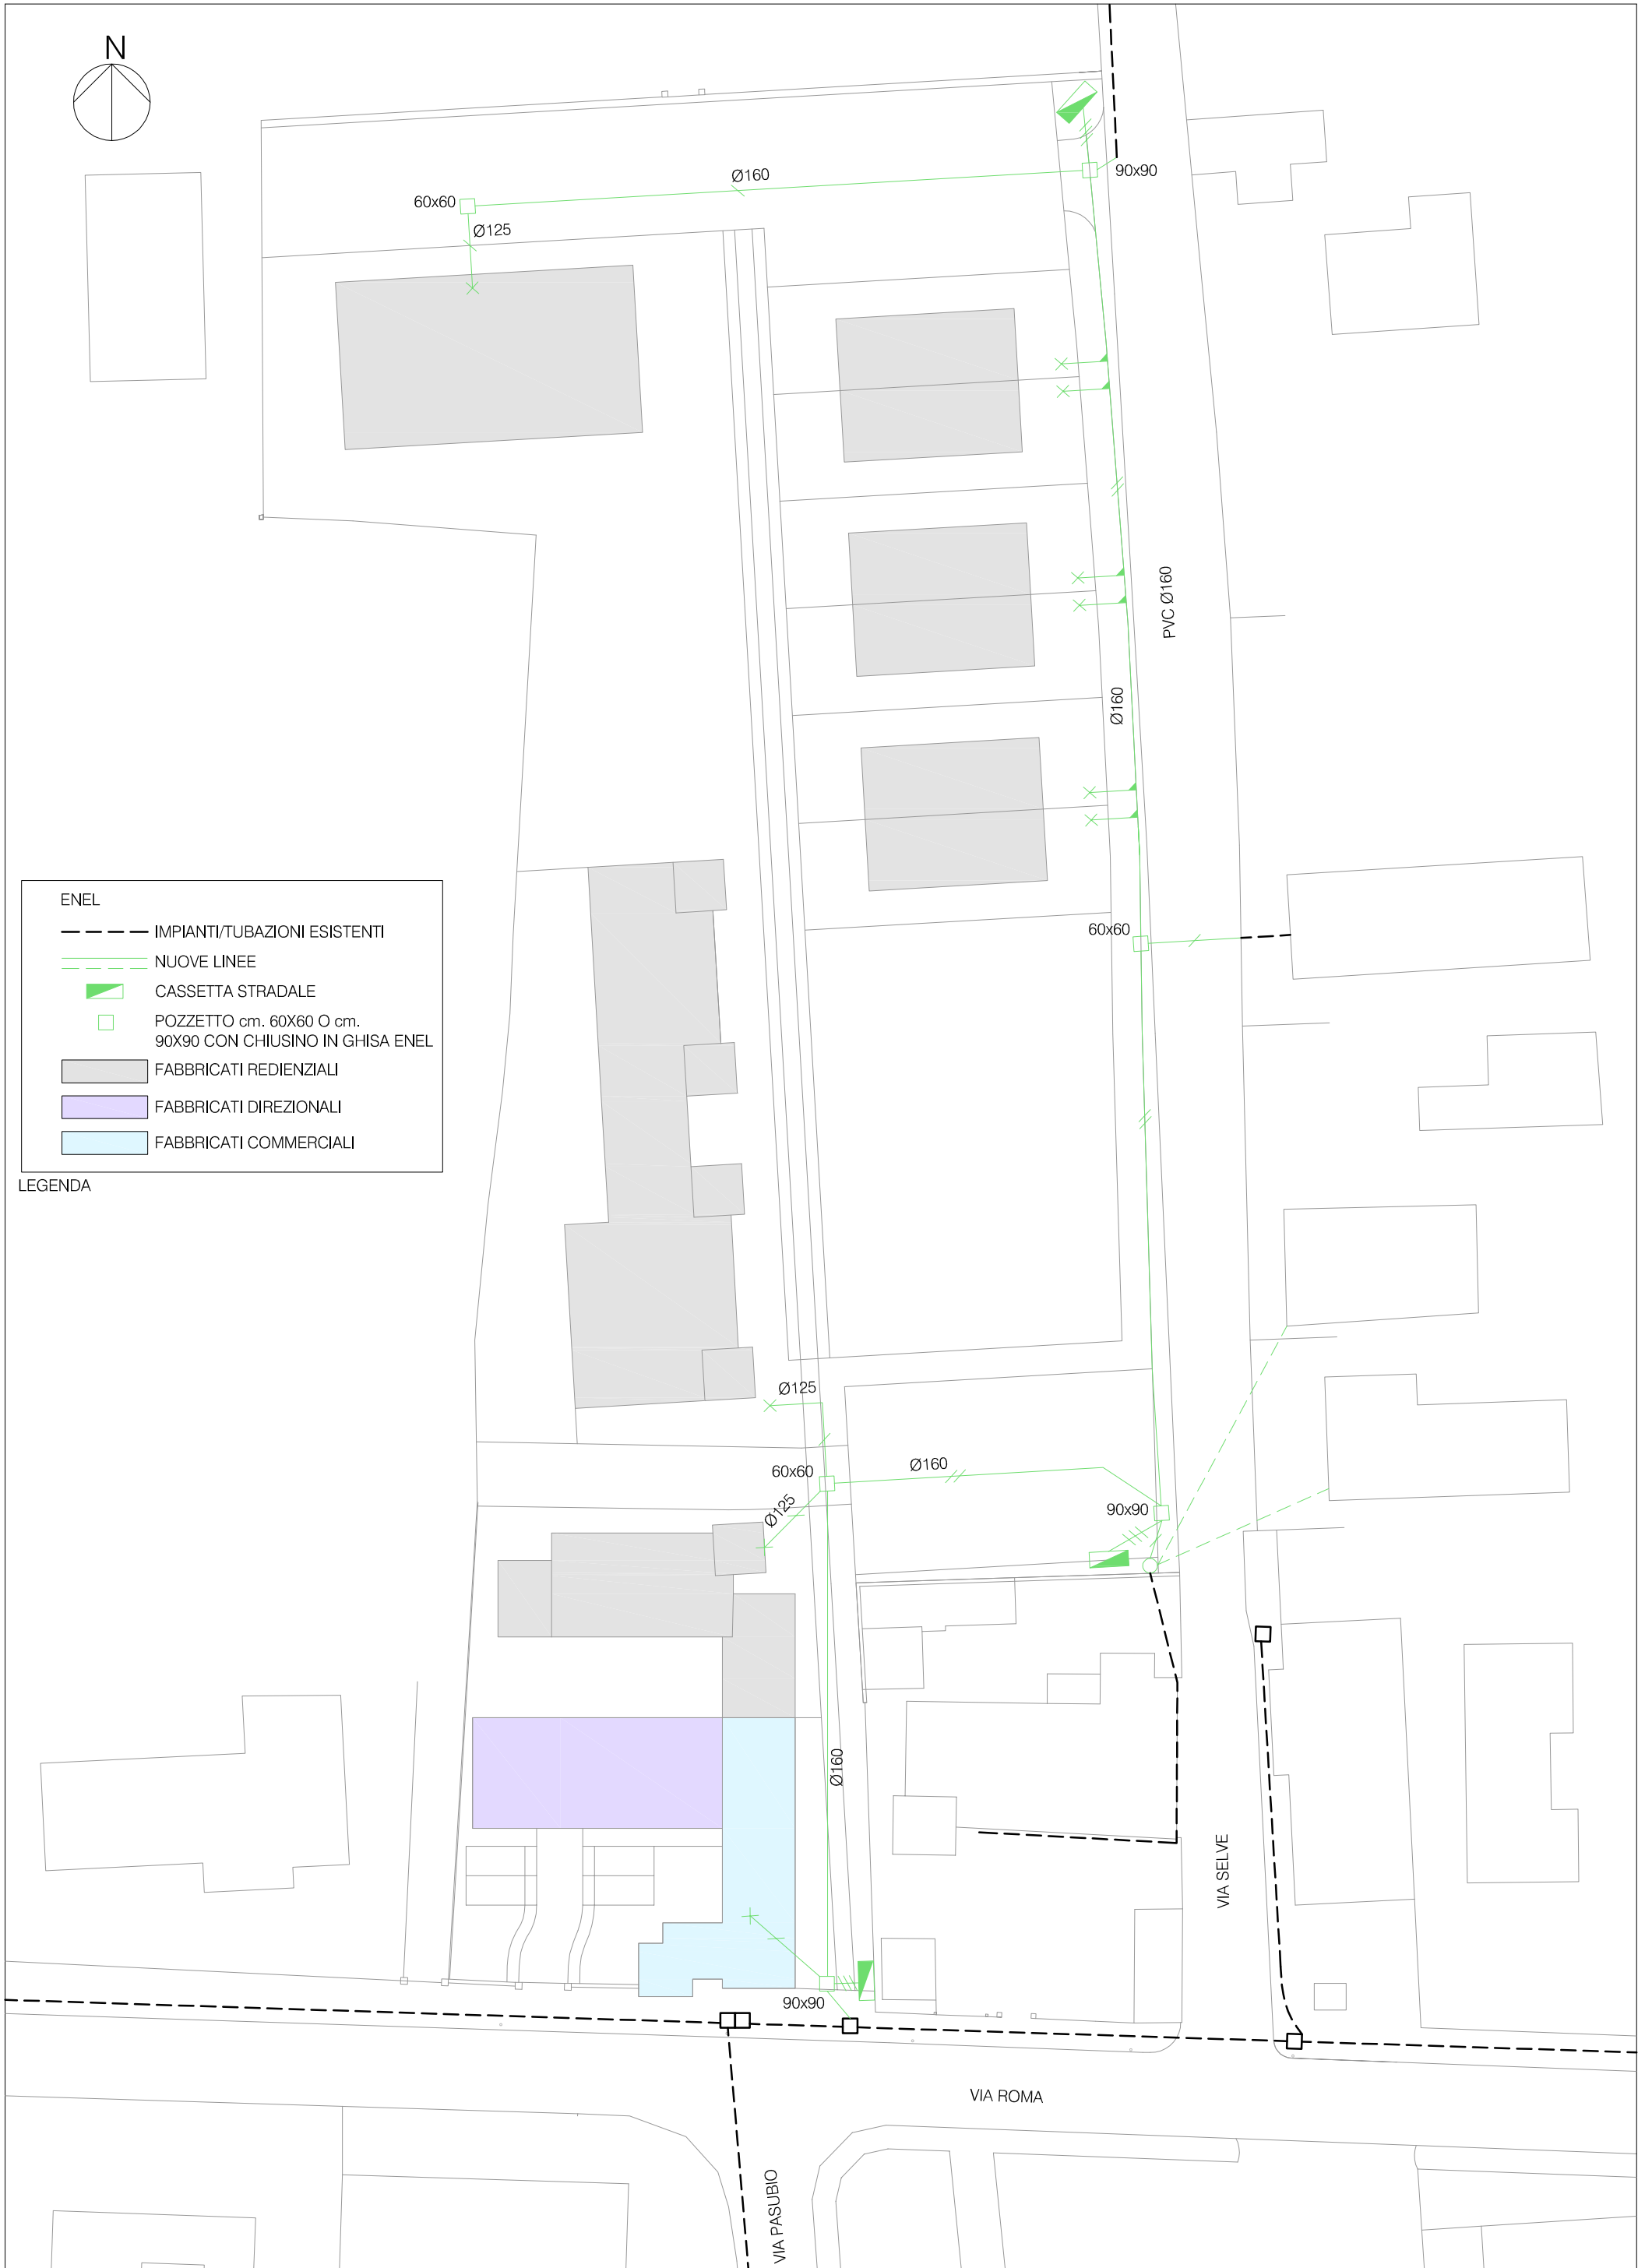 N
90x90
Ø160
60x60
Ø125
PVC Ø160
Ø160
60x60
ENEL
IMPIANTI/TUBAZIONI ESISTENTI
NUOVE LINEE
CASSETTA STRADALE
POZZETTO cm. 60X60 O cm.
90X90 CON CHIUSINO IN GHISA ENEL
FABBRICATI REDIENZIALI
FABBRICATI DIREZIONALI
FABBRICATI COMMERCIALI
LEGENDA
Ø125
Ø160
60x60
Ø125
90x90
Ø160
VIA SELVE
90x90
VIA ROMA
VIA PASUBIO